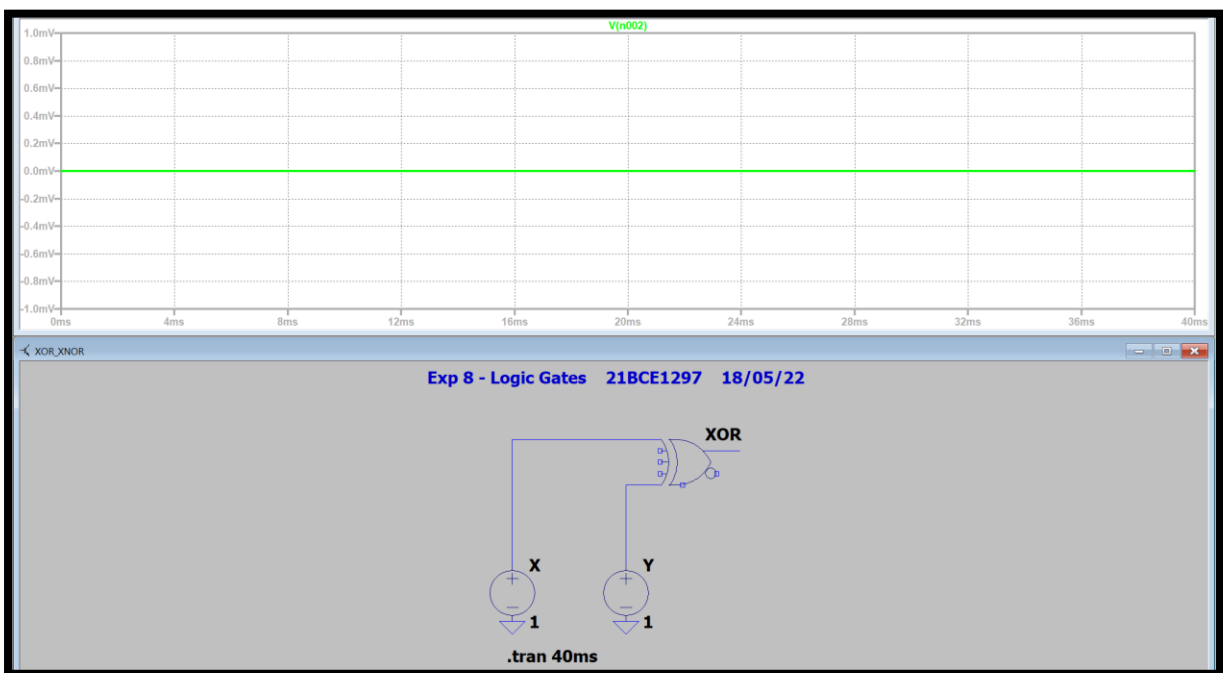 V(n002)
1.0mV
0.8mV
0.6mV
0.4mV
0.2mV
0.0mV
-0.2mV
-0.4mV
-0.6mV
-0.8mV
-1.0mV
0ms 4ms 8ms 12ms 16ms 20ms 24ms 28ms 32ms 36ms 40ms
XOR_XNOR
Exp 8 - Logic Gates 21BCE1297 18/05/22
XOR
X Y
1 1
.tran 40ms